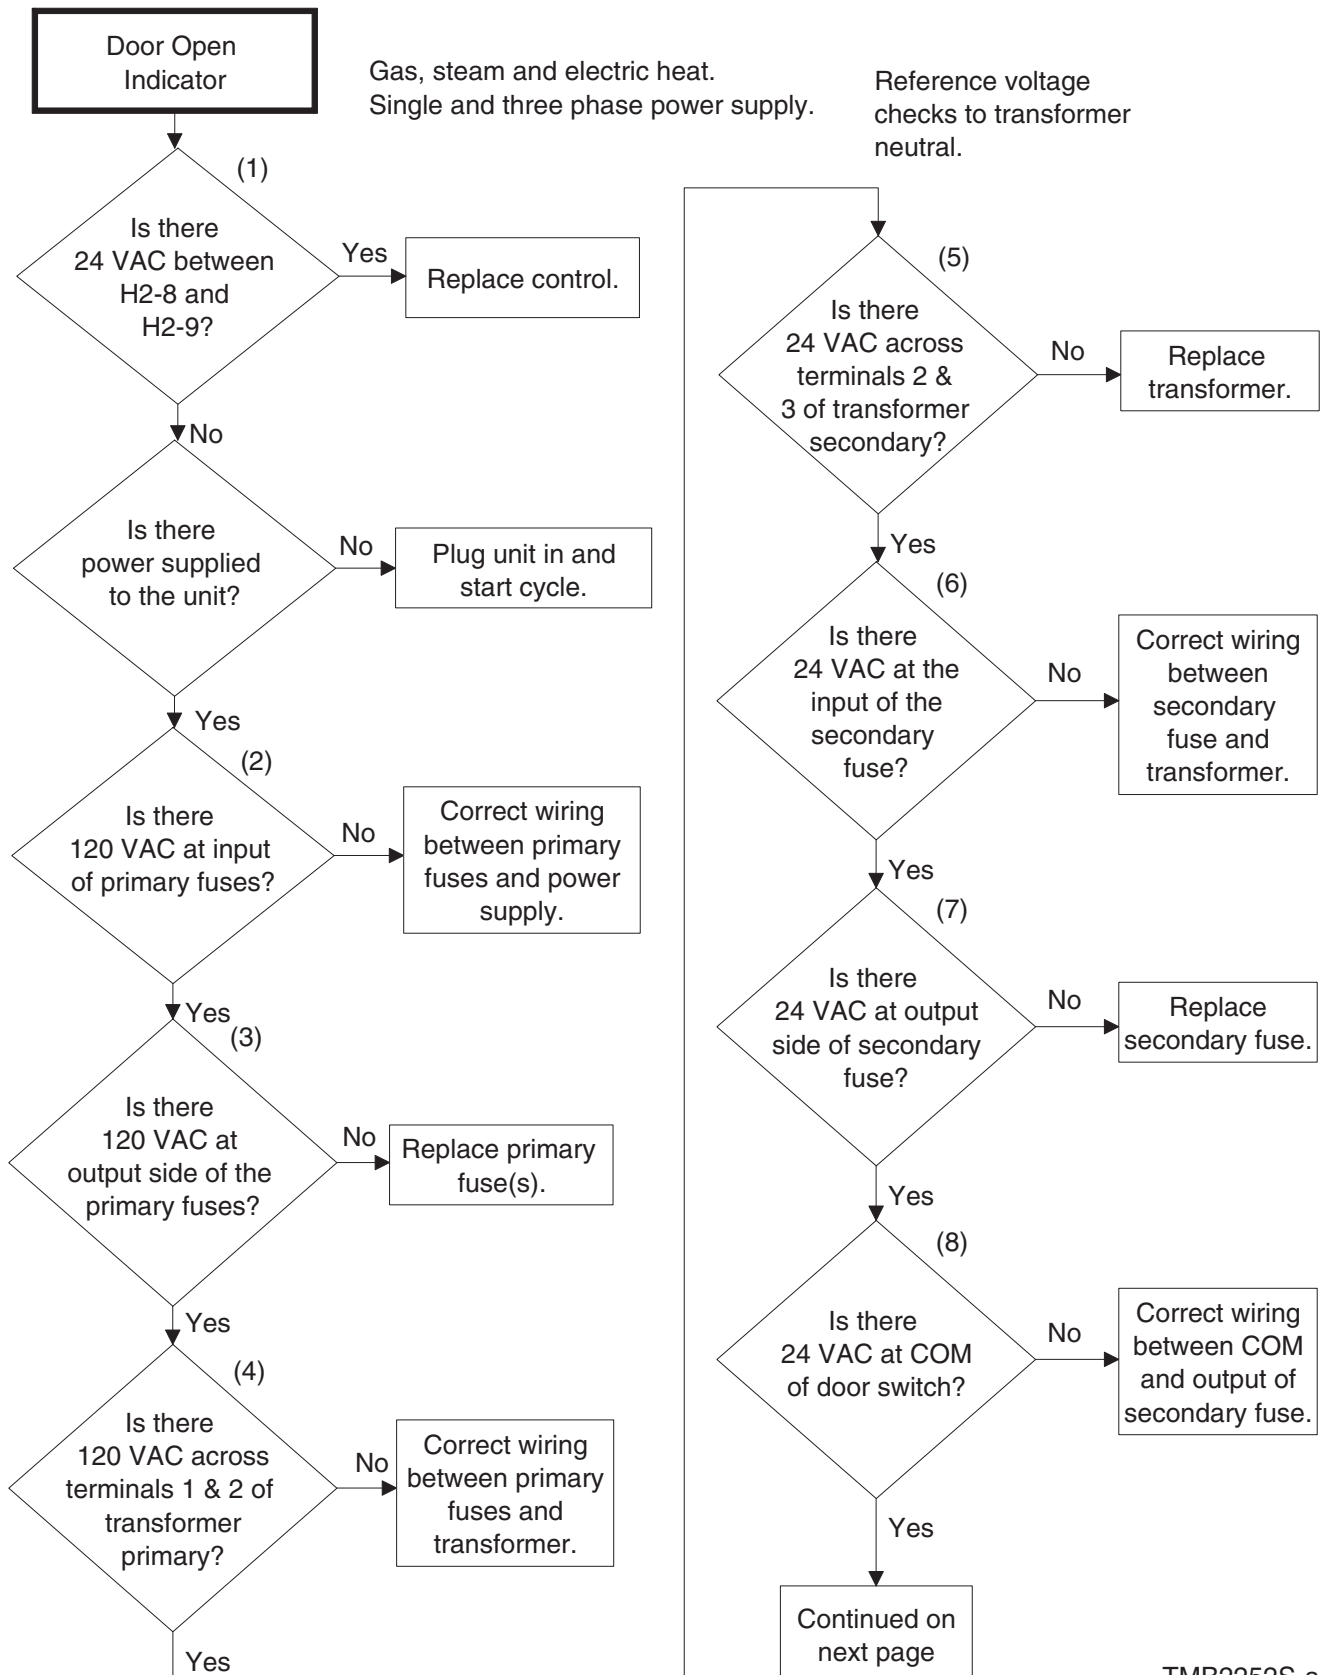 Door Open
Indicator
Gas, steam and electric heat.
Single and three phase power supply.
Reference voltage
checks to transformer
neutral.
(1)
Is there
24 VAC between
H2-8 and
H2-9?
Yes
Replace control.
No
Is there
power supplied
to the unit?
No
Plug unit in and
start cycle.
Yes
(2)
Is there
120 VAC at input
of primary fuses?
No
Correct wiring
between primary
fuses and power
supply.
Yes
(3)
Is there
120 VAC at
output side of the
primary fuses?
No
Replace primary
fuse(s).
Yes
(4)
Is there
120 VAC across
terminals 1 & 2 of
transformer
primary?
No
Correct wiring
between primary
fuses and
transformer.
Yes
(5)
Is there
24 VAC across
terminals 2 &
3 of transformer
secondary?
No
Replace
transformer.
Yes
(6)
Is there
24 VAC at the
input of the
secondary
fuse?
No
Correct wiring
between
secondary
fuse and
transformer.
Yes
(7)
Is there
24 VAC at output
side of secondary
fuse?
No
Replace
secondary fuse.
Yes
(8)
Is there
24 VAC at COM
of door switch?
No
Correct wiring
between COM
and output of
secondary fuse.
Yes
Continued on
next page